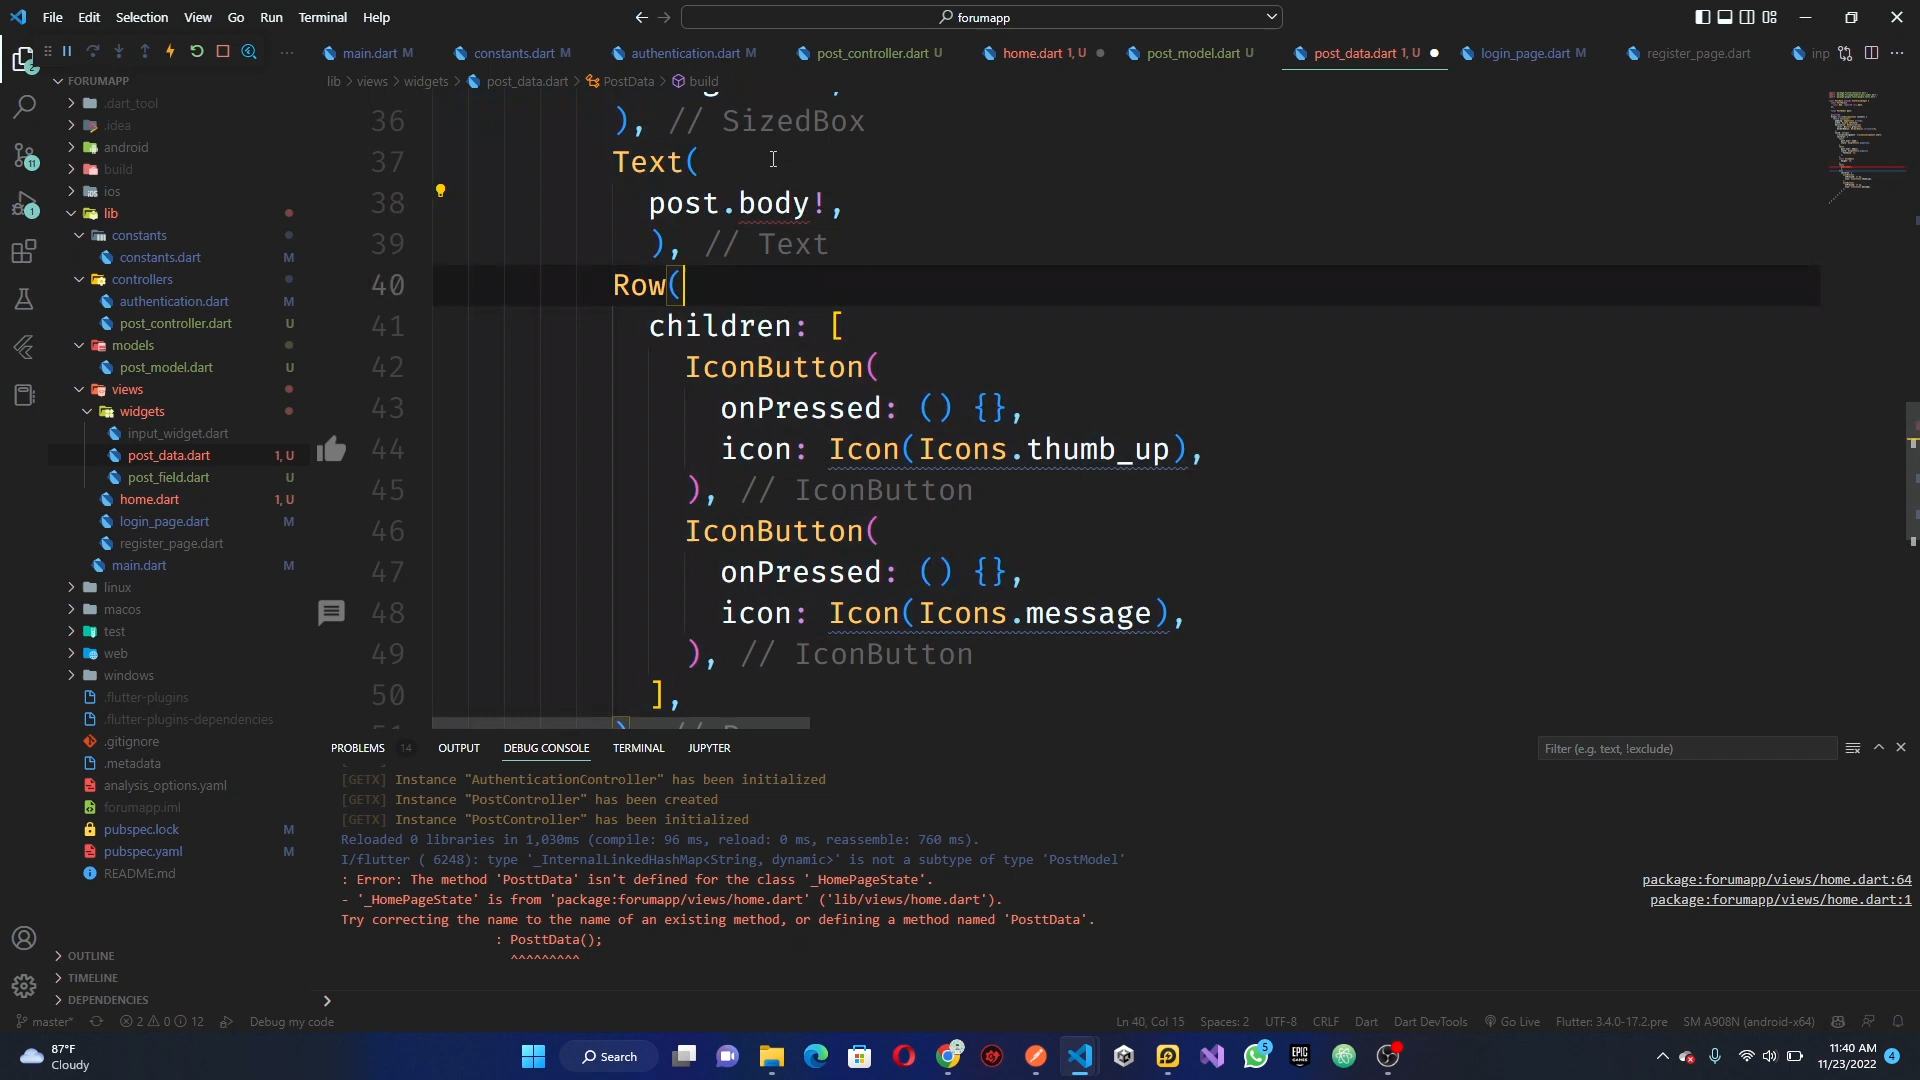 File Edit Selection View Go Run Terminal Help
forumapp
main.dart M
constants.dart M
authentication.dart M
post_controller.dart U
home.dart 1, U
post_model.dart U
post_data.dart 1, U
login_page.dart M
register_page.dart
inp
FORUMAPP
lib > views > widgets > post_data.dart > PostData > build
.dart_tool
.idea
android
build
ios
lib
constants
constants.dart M
controllers
authentication.dart M
post_controller.dart U
models
post_model.dart U
views
widgets
input_widget.dart
post_data.dart 1, U
post_field.dart U
home.dart 1, U
login_page.dart M
register_page.dart
main.dart M
linux
macos
test
web
windows
.flutter-plugins
.flutter-plugins-dependencies
.gitignore
.metadata
analysis_options.yaml
forumapp.iml
pubspec.lock M
pubspec.yaml M
README.md
OUTLINE
TIMELINE
DEPENDENCIES
11
1
2
36 ), // SizedBox
37 Text(
38 post.body!,
39 ), // Text
40 Row(
41 children: [
42 IconButton(
43 onPressed: () {},
44 icon: Icon(Icons.thumb_up),
45 ), // IconButton
46 IconButton(
47 onPressed: () {},
48 icon: Icon(Icons.message),
49 ), // IconButton
50 ],
PROBLEMS 14 OUTPUT DEBUG CONSOLE TERMINAL JUPYTER
Filter (e.g. text, !exclude)
[GETX] Instance "AuthenticationController" has been initialized
[GETX] Instance "PostController" has been created
[GETX] Instance "PostController" has been initialized
Reloaded 0 libraries in 1,030ms (compile: 96 ms, reload: 0 ms, reassemble: 760 ms).
I/flutter ( 6248): type '_InternalLinkedHashMap<String, dynamic>' is not a subtype of type 'PostModel'
: Error: The method 'PosttData' isn't defined for the class '_HomePageState'.
package:forumapp/views/home.dart:64
- '_HomePageState' is from 'package:forumapp/views/home.dart' ('lib/views/home.dart').
package:forumapp/views/home.dart:1
Try correcting the name to the name of an existing method, or defining a method named 'PosttData'.
: PosttData();
^^^^^^^^^
master* 2 0 12 Debug my code
Ln 40, Col 15 Spaces: 2 UTF-8 CRLF Dart Dart DevTools Go Live Flutter: 3.4.0-17.2.pre SM A908N (android-x64)
87°F
Cloudy
Search
5
EPIC GAMES
11:40 AM
11/23/2022
4